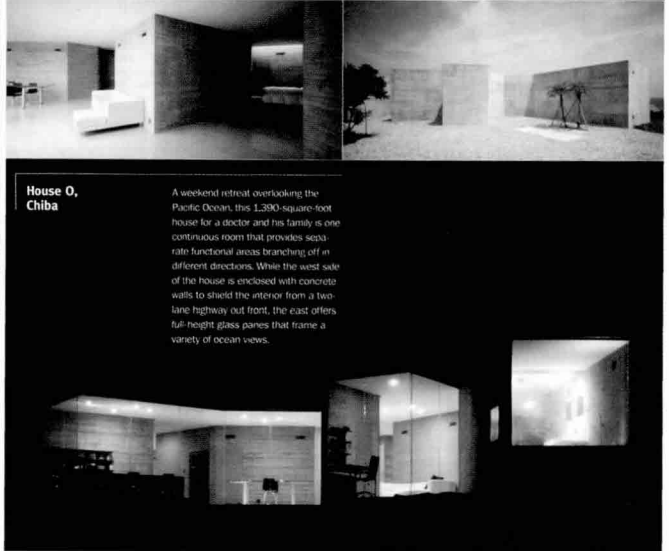 House O,
Chiba
A weekend retreat overlooking the
Pacific Ocean, this 1,390-square-foot
house for a doctor and his family is one
continuous room that provides sepa-
rate functional areas branching off in
different directions. While the west side
of the house is enclosed with concrete
walls to shield the interior from a two-
lane highway out front, the east offers
full-height glass panes that frame a
variety of ocean views.